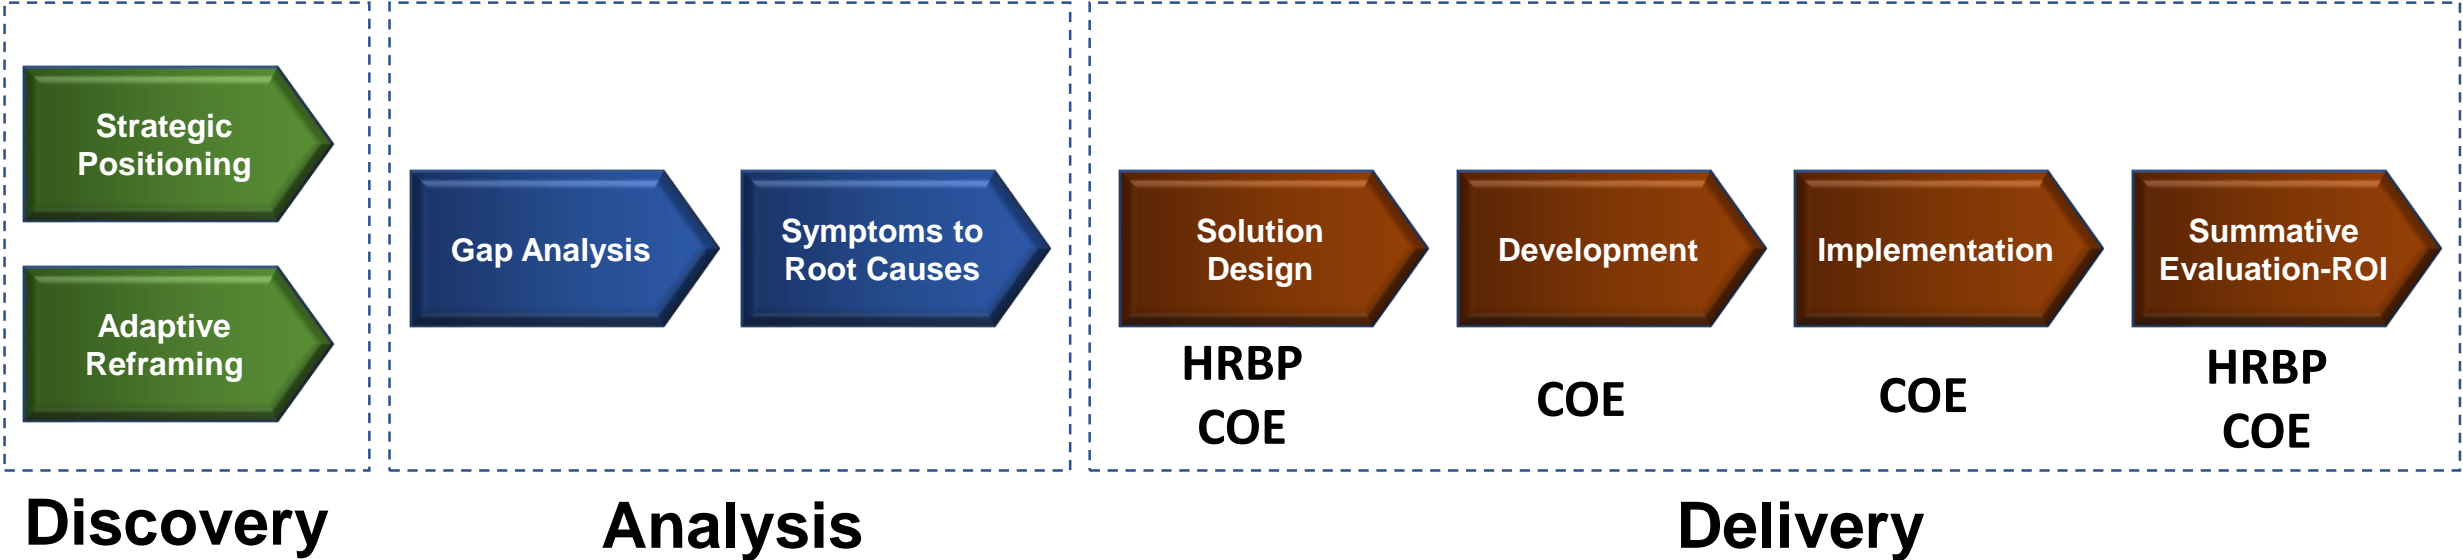 Strategic
Positioning
Adaptive
Reframing
Discovery
Gap Analysis
Symptoms to
Root Causes
Analysis
Solution
Design
HRBP
COE
Development
COE
Implementation
COE
Summative
Evaluation-ROI
HRBP
COE
Delivery